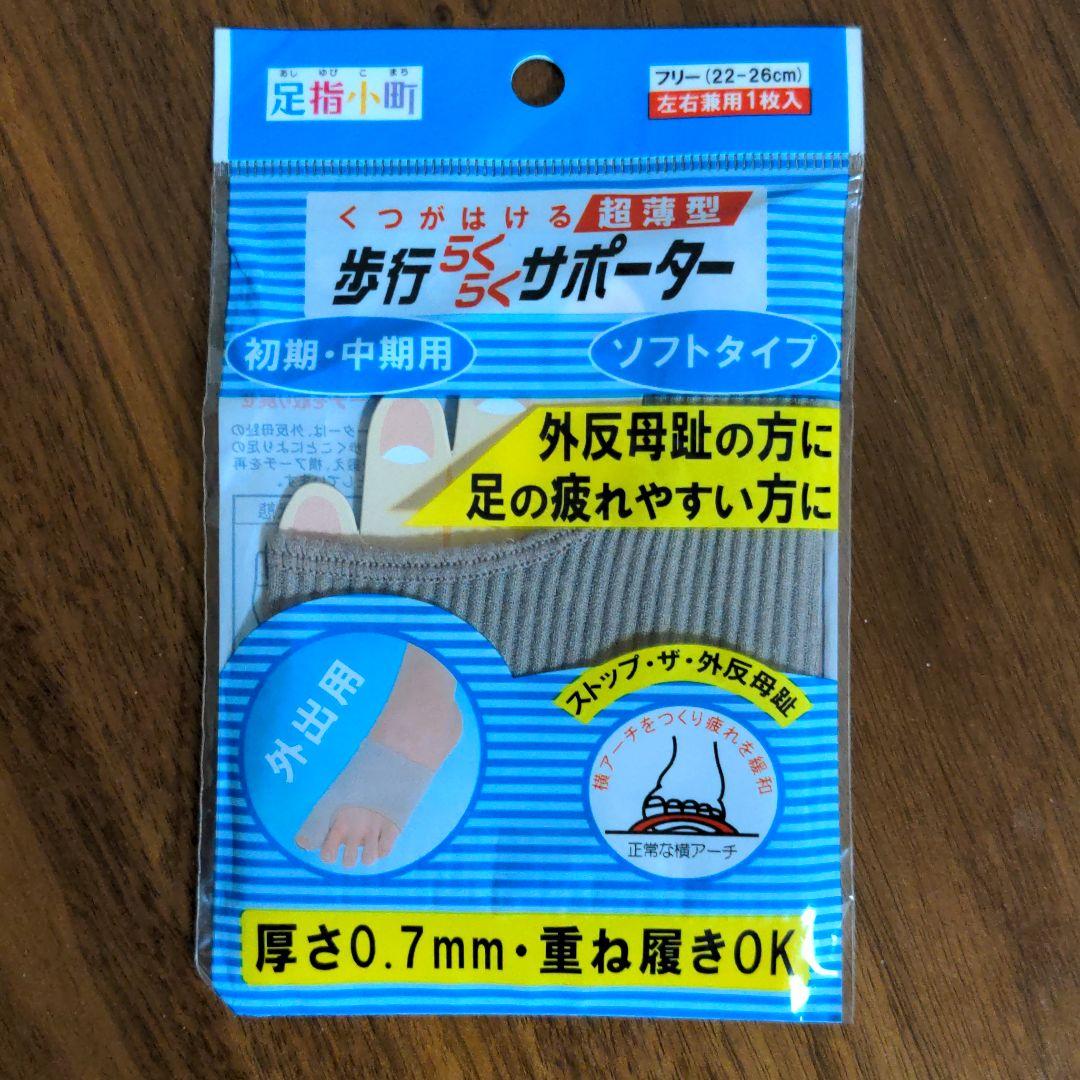 あし ゆび こ まち
足指小町
フリー(22-26cm)
左右兼用1枚入
くつがはける 超薄型
歩行らくらくサポーター
初期・中期用
ソフトタイプ
外反母趾の方に
足の疲れやすい方に
外出用
ストップ・ザ・外反母趾
横アーチをつくり疲れを緩和
正常な横アーチ
厚さ0.7mm・重ね履きOK